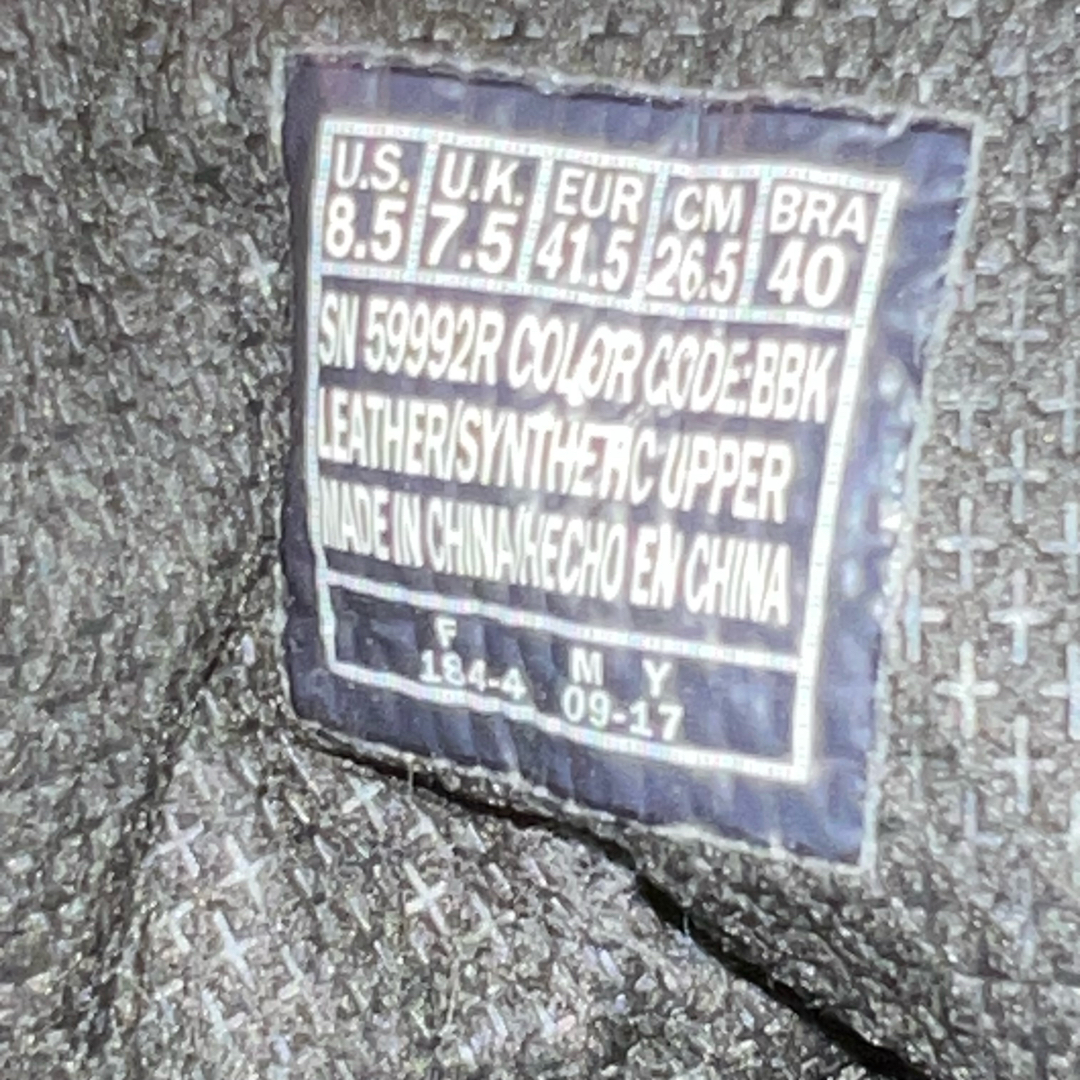 U.S. U.K. EUR CM BRA
8.5 7.5 41.5 26.5 40
SN 59992R COLOR CODE:BBK
LEATHER/SYNTHETIC UPPER
MADE IN CHINA/HECHO EN CHINA
F M Y
184-4 09-17